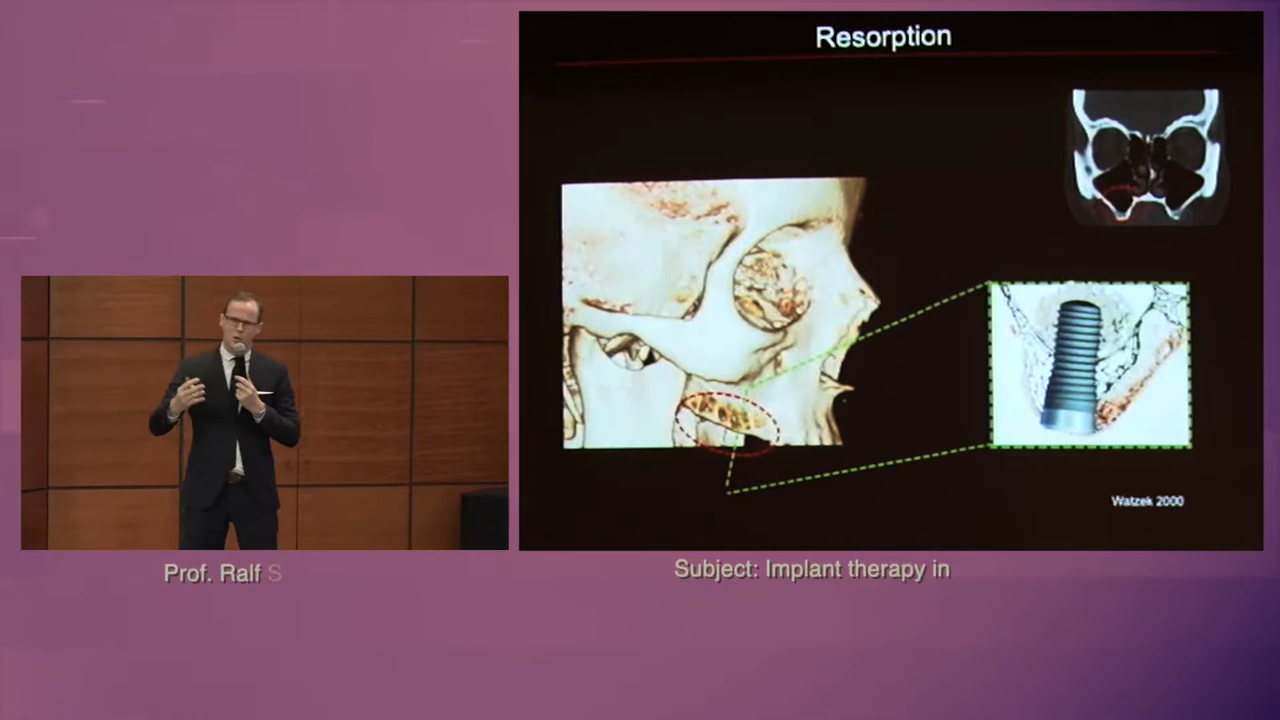 Resorption
Watzek 2000
Prof. Ralf S
Subject: Implant therapy in